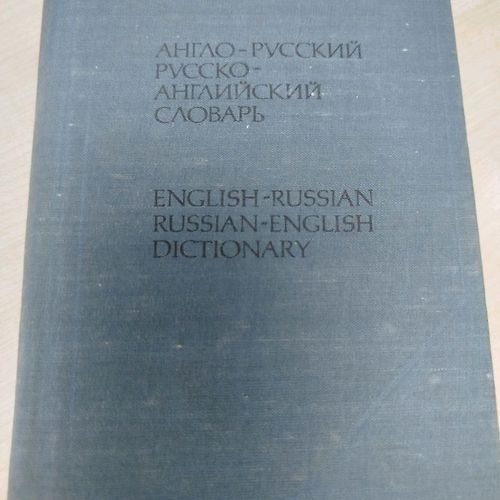 АНГЛО-РУССКИЙ
РУССКО-
АНГЛИЙСКИЙ
СЛОВАРЬ
ENGLISH-RUSSIAN
RUSSIAN-ENGLISH
DICTIONARY